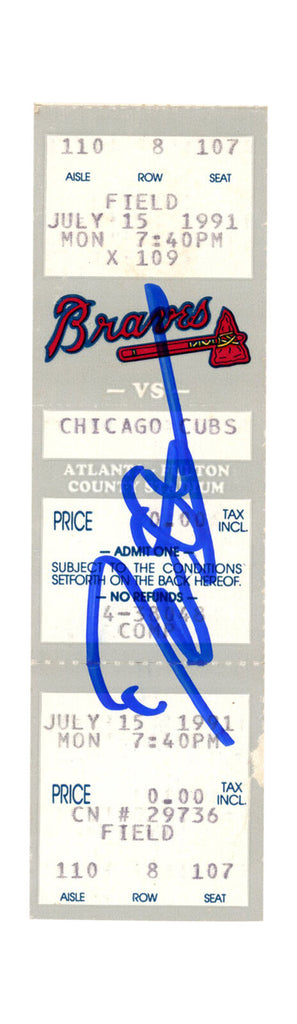 110 8 107
AISLE ROW SEAT
FIELD
JULY 15 1991
MON 7:40PM
X 109
Braves
— VS —
CHICAGO CUBS
ATLANTA FULTON
COUNTY STADIUM
PRICE 0.00 TAX
INCL.
— ADMIT ONE —
SUBJECT TO THE CONDITIONS
SETFORTH ON THE BACK HEREOF.
— NO REFUNDS —
COMP
JULY 15 1991
MON 7:40PM
PRICE 0.00 TAX
INCL.
CN # 29736
FIELD
110 8 107
AISLE ROW SEAT